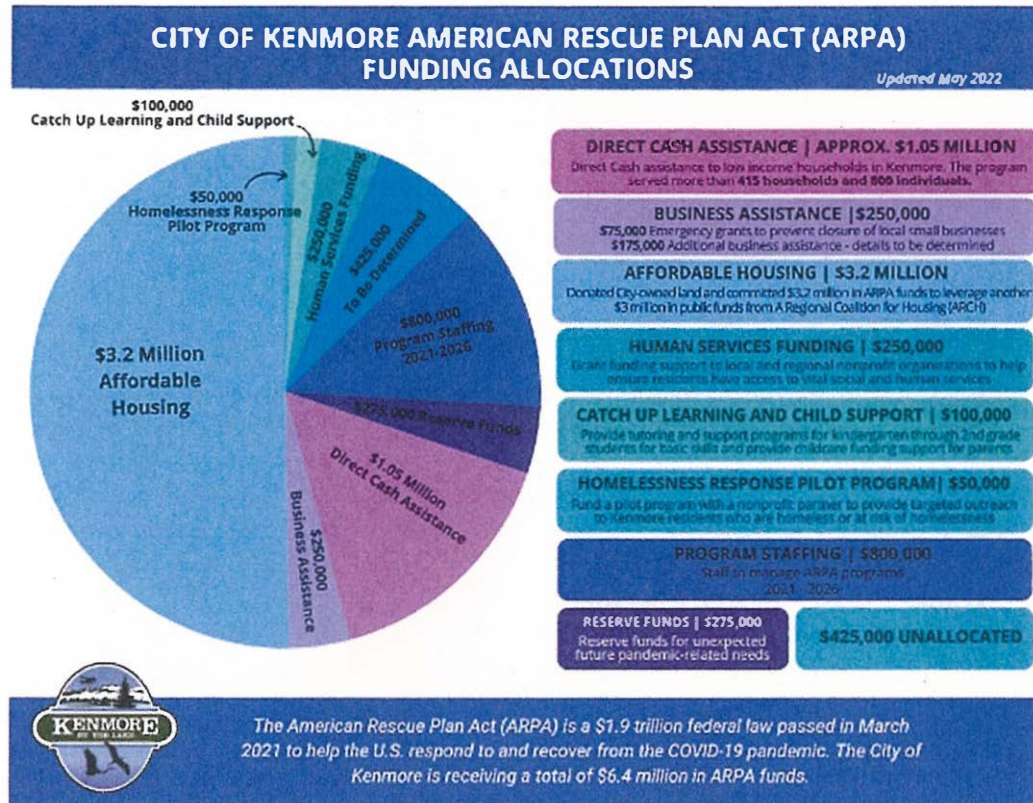 CITY OF KENMORE AMERICAN RESCUE PLAN ACT (ARPA)
FUNDING ALLOCATIONS
Updated May 2022
$100,000
Catch Up Learning and Child Support
$50,000
Homelessness Response
Pilot Program
$250,000
Human Services Funding
$425,000
To Be Determined
$800,000
Program Staffing
2021-2026
$275,000 Reserve Funds
$1.05 Million
Direct Cash Assistance
$250,000
Business Assistance
$3.2 Million
Affordable
Housing
DIRECT CASH ASSISTANCE | APPROX. $1.05 MILLION
Direct Cash assistance to low income households in Kenmore. The program
served more than 415 households and 800 individuals.
BUSINESS ASSISTANCE |$250,000
$75,000 Emergency grants to prevent closure of local small businesses
$175,000 Additional business assistance - details to be determined
AFFORDABLE HOUSING | $3.2 MILLION
Donated City-owned land and committed $3.2 million in ARPA funds to leverage another
$3 million in public funds from A Regional Coalition for Housing (ARCH)
HUMAN SERVICES FUNDING | $250,000
Grant funding support to local and regional nonprofit organizations to help
ensure residents have access to vital social and human services
CATCH UP LEARNING AND CHILD SUPPORT | $100,000
Provide tutoring and support programs for kindergarten through 2nd grade
students for basic skills and provide childcare funding support for parents
HOMELESSNESS RESPONSE PILOT PROGRAM| $50,000
Fund a pilot program with a nonprofit partner to provide targeted outreach
to Kenmore residents who are homeless or at risk of homelessness
PROGRAM STAFFING | $800,000
Staff to manage ARPA programs
2021 - 2026
RESERVE FUNDS | $275,000
Reserve funds for unexpected
future pandemic-related needs
$425,000 UNALLOCATED
KENMORE
BY THE LAKE
The American Rescue Plan Act (ARPA) is a $1.9 trillion federal law passed in March
2021 to help the U.S. respond to and recover from the COVID-19 pandemic. The City of
Kenmore is receiving a total of $6.4 million in ARPA funds.